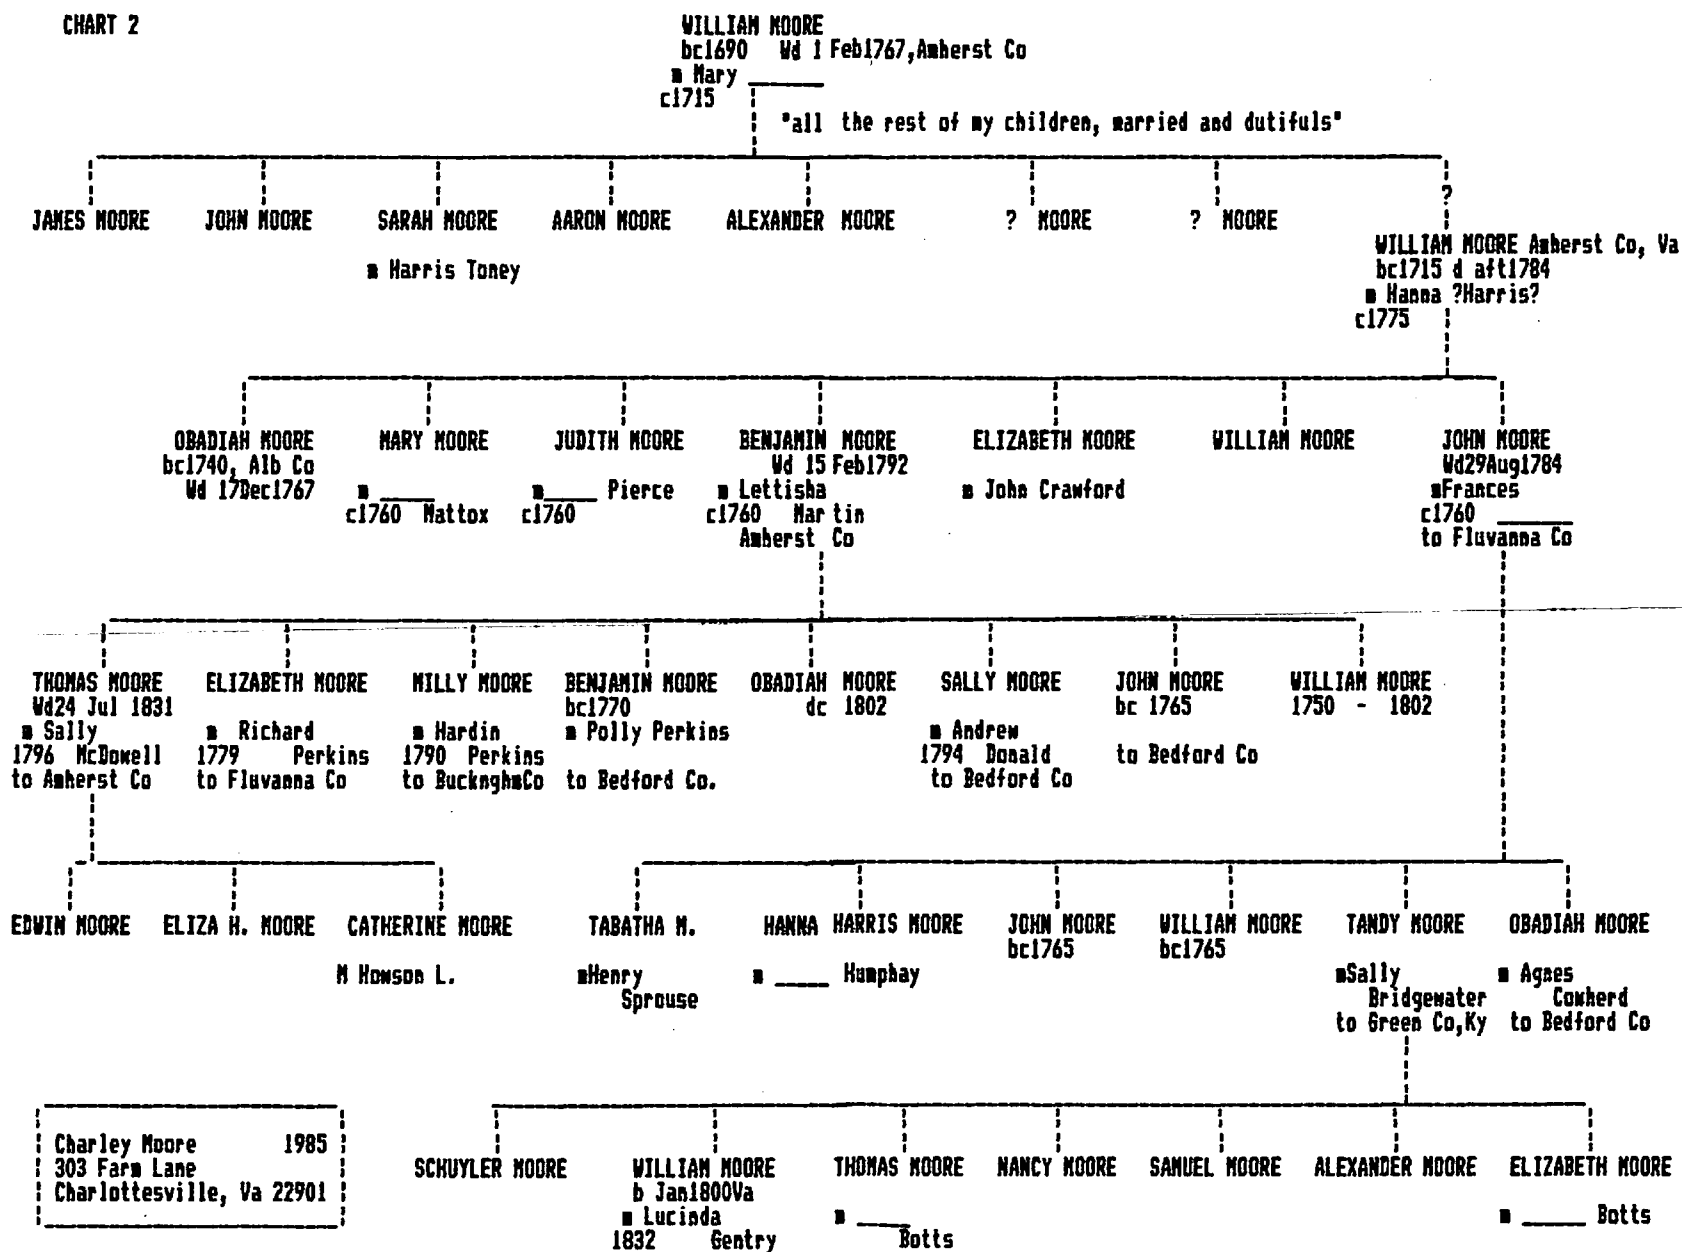 CHART 2
WILLIAM MOORE
bc1690 Wd 1 Feb1767,Amherst Co
m Mary ______
c1715
"all the rest of my children, married and dutifuls"
?
JAMES MOORE JOHN MOORE SARAH MOORE AARON MOORE ALEXANDER MOORE ? MOORE ? MOORE
m Harris Toney
WILLIAM MOORE Amherst Co, Va
bc1715 d aft1784
m Hanna ?Harris?
c1775
OBADIAH MOORE
bc1740, Alb Co
Wd 17Dec1767
MARY MOORE
m _____
c1760 Mattox
JUDITH MOORE
m_____ Pierce
c1760
BENJAMIN MOORE
Wd 15 Feb1792
m Lettisha
c1760 Martin
Amherst Co
ELIZABETH MOORE
m John Crawford
WILLIAM MOORE
JOHN MOORE
Wd29Aug1784
mFrances
c1760 ______
to Fluvanna Co
THOMAS MOORE
Wd24 Jul 1831
m Sally
1796 McDowell
to Amherst Co
ELIZABETH MOORE
m Richard
1779 Perkins
to Fluvanna Co
MILLY MOORE
m Hardin
1790 Perkins
to BucknghmCo
BENJAMIN MOORE
bc1770
m Polly Perkins
to Bedford Co.
OBADIAH MOORE
dc 1802
SALLY MOORE
m Andrew
1794 Donald
to Bedford Co
JOHN MOORE
bc 1765
to Bedford Co
WILLIAM MOORE
1750 - 1802
EDWIN MOORE
ELIZA H. MOORE
CATHERINE MOORE
M Howson L.
TABATHA M.
mHenry
Sprouse
HANNA HARRIS MOORE
m _____ Humphay
JOHN MOORE
bc1765
WILLIAM MOORE
bc1765
TANDY MOORE
mSally
Bridgewater
to Green Co,Ky
OBADIAH MOORE
m Agnes
Cowherd
to Bedford Co
Charley Moore 1985
303 Farm Lane
Charlottesville, Va 22901
SCHUYLER MOORE
WILLIAM MOORE
b Jan1800Va
m Lucinda
1832 Gentry
THOMAS MOORE
m _____
Botts
NANCY MOORE
SAMUEL MOORE
ALEXANDER MOORE
ELIZABETH MOORE
m ______ Botts